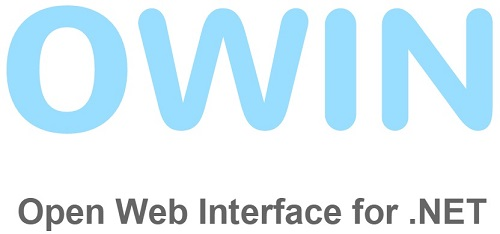 OWIN
Open Web Interface for .NET